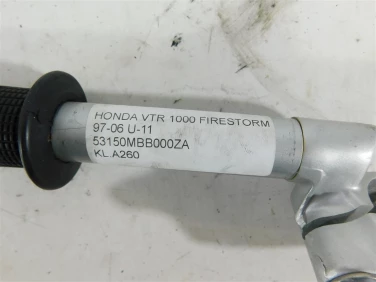 HONDA VTR 1000 FIRESTORM
97-06 U-11
53150MBB000ZA
KL.A260